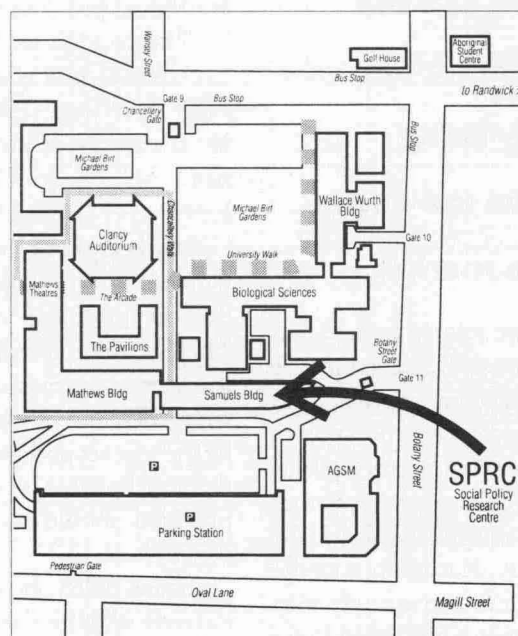 Wansey Street
Golf House
Aboriginal
Student
Centre
Bus Stop
to Randwick
Gate 9
Bus Stop
Chancellery
Gate
Bus Stop
Michael Birt
Gardens
Wallace Wurth
Bldg
Michael Birt
Gardens
Clancy
Auditorium
Chancellery Walk
Gate 10
University Walk
Mathews
Theatres
The Arcade
Biological Sciences
The Pavilions
Botany
Street
Gate
Gate 11
Mathews Bldg
Samuels Bldg
Botany Street
SPRC
Social Policy
Research
Centre
P
AGSM
P
Parking Station
Pedestrian Gate
Oval Lane
Magill Street